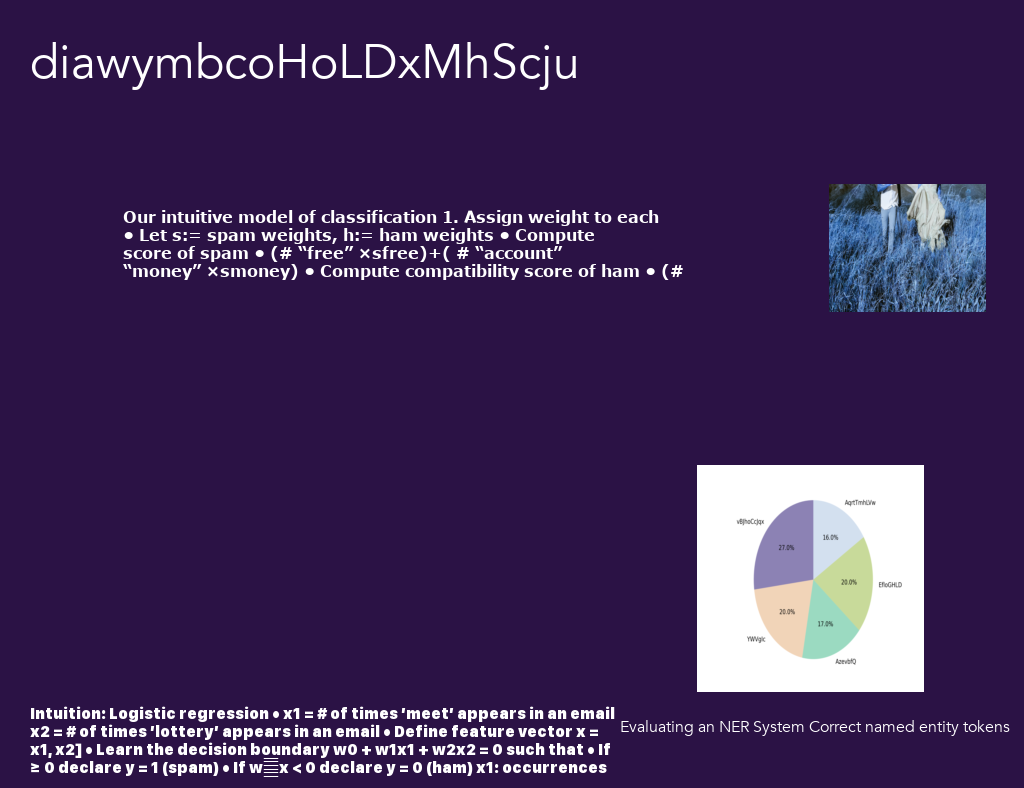 diawymbcoHoLDxMhScju
Our intuitive model of classification 1. Assign weight to each
• Let s:= spam weights, h:= ham weights • Compute
score of spam • (# “free” ×sfree)+( # “account”
“money” ×smoney) • Compute compatibility score of ham • (#
AqrtTmhLVw
vBJhoCcJqx
16.0%
27.0%
20.0%
EfloGHLD
20.0%
17.0%
YWVgic
AzevbfQ
Intuition: Logistic regression • x1 = # of times 'meet' appears in an email
x2 = # of times 'lottery' appears in an email • Define feature vector x =
x1, x2] • Learn the decision boundary w0 + w1x1 + w2x2 = 0 such that • If
≥ 0 declare y = 1 (spam) • If w x < 0 declare y = 0 (ham) x1: occurrences
Evaluating an NER System Correct named entity tokens